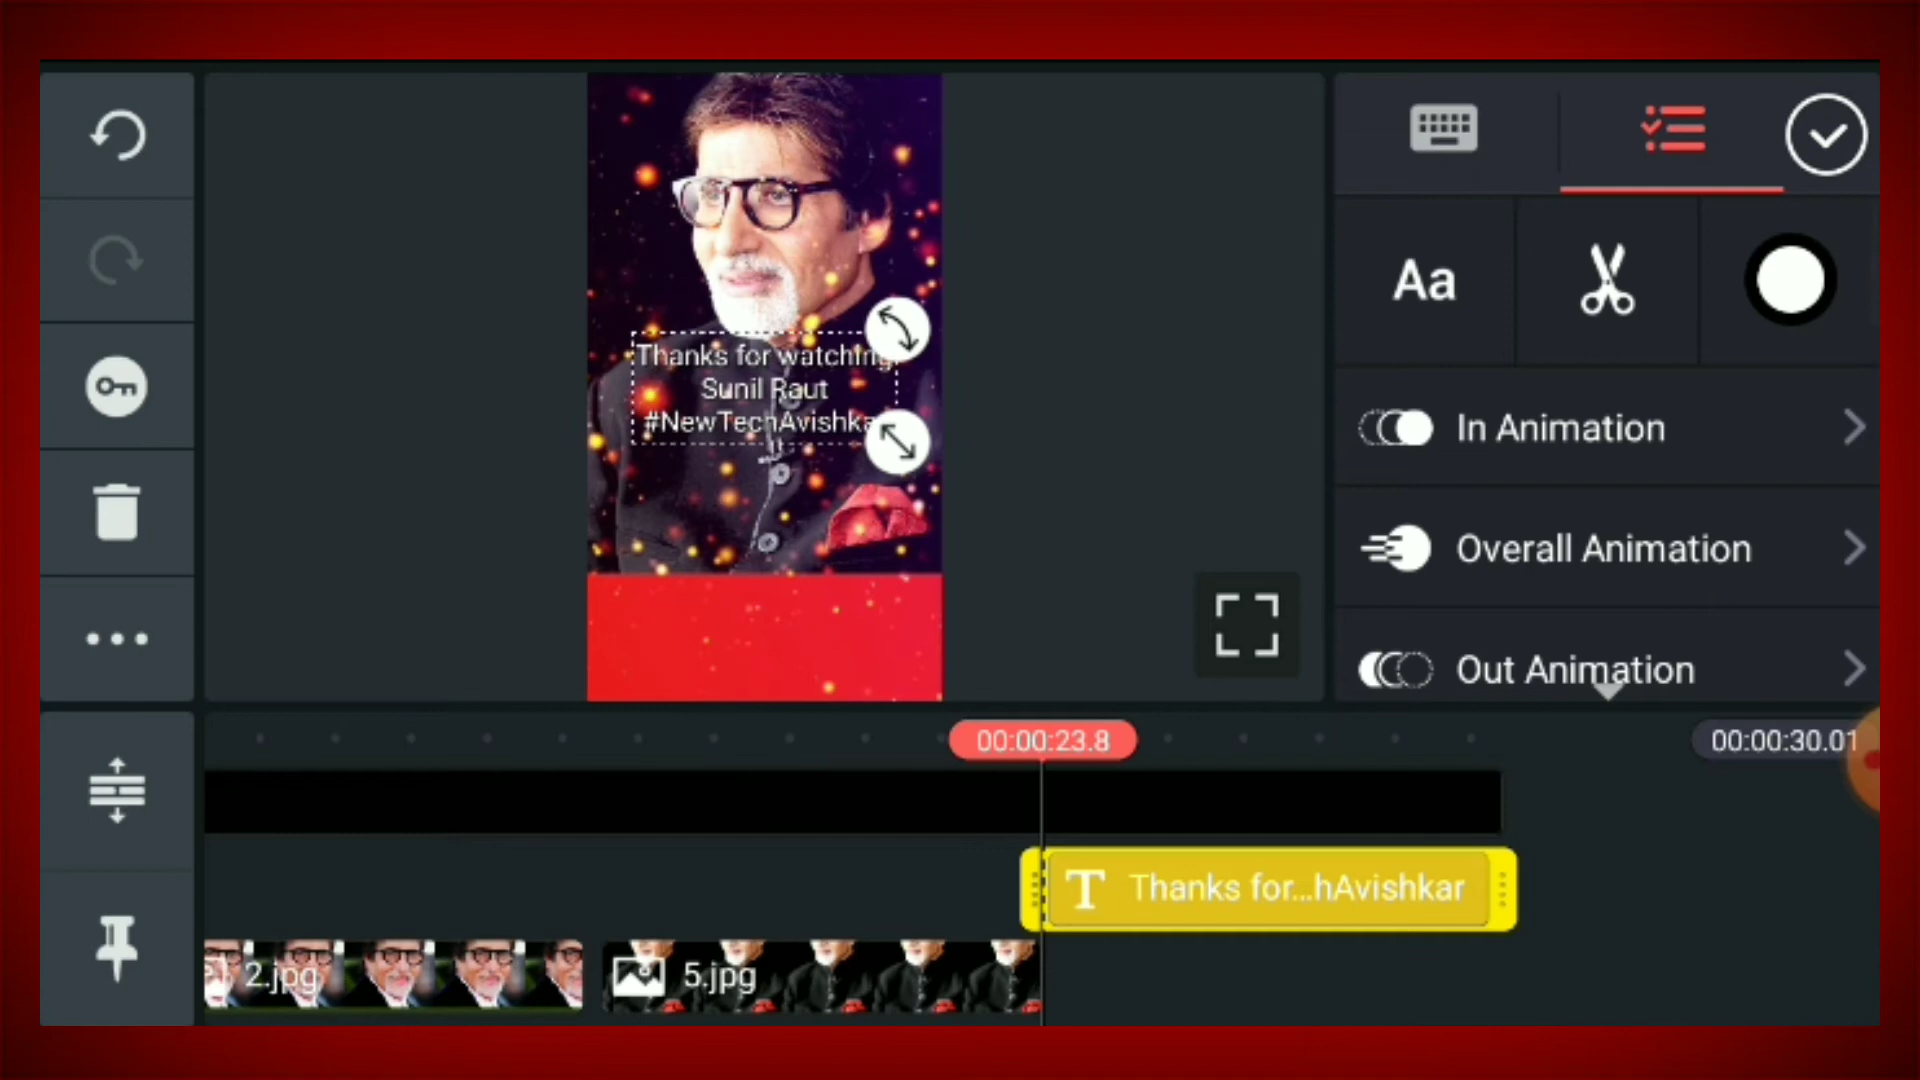 Thanks for watching
Sunil Raut
#NewTechAvishkar
Aa
In Animation
Overall Animation
Out Animation
00:00:23.8
00:00:30.01
T Thanks for...hAvishkar
2.jpg
5.jpg